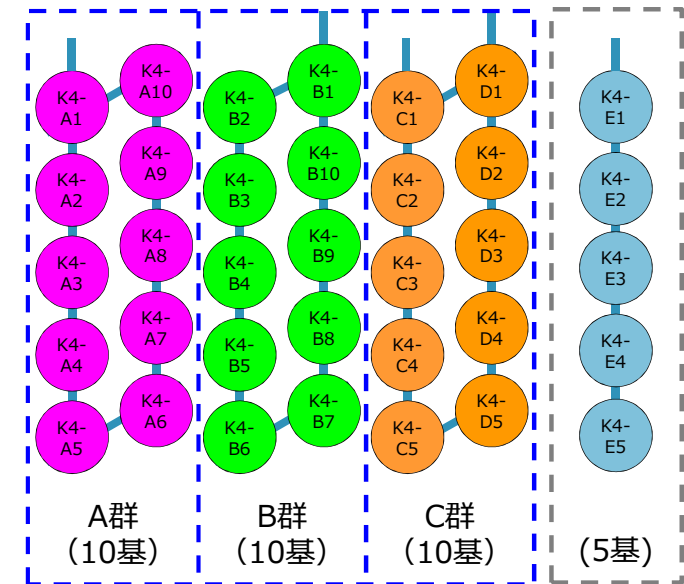 K4-
A1
K4-
A2
K4-
A3
K4-
A4
K4-
A5
K4-
A10
K4-
A9
K4-
A8
K4-
A7
K4-
A6
A群
（10基）
K4-
B2
K4-
B3
K4-
B4
K4-
B5
K4-
B6
K4-
B1
K4-
B10
K4-
B9
K4-
B8
K4-
B7
B群
（10基）
K4-
C1
K4-
C2
K4-
C3
K4-
C4
K4-
C5
K4-
D1
K4-
D2
K4-
D3
K4-
D4
K4-
D5
C群
（10基）
K4-
E1
K4-
E2
K4-
E3
K4-
E4
K4-
E5
(5基)